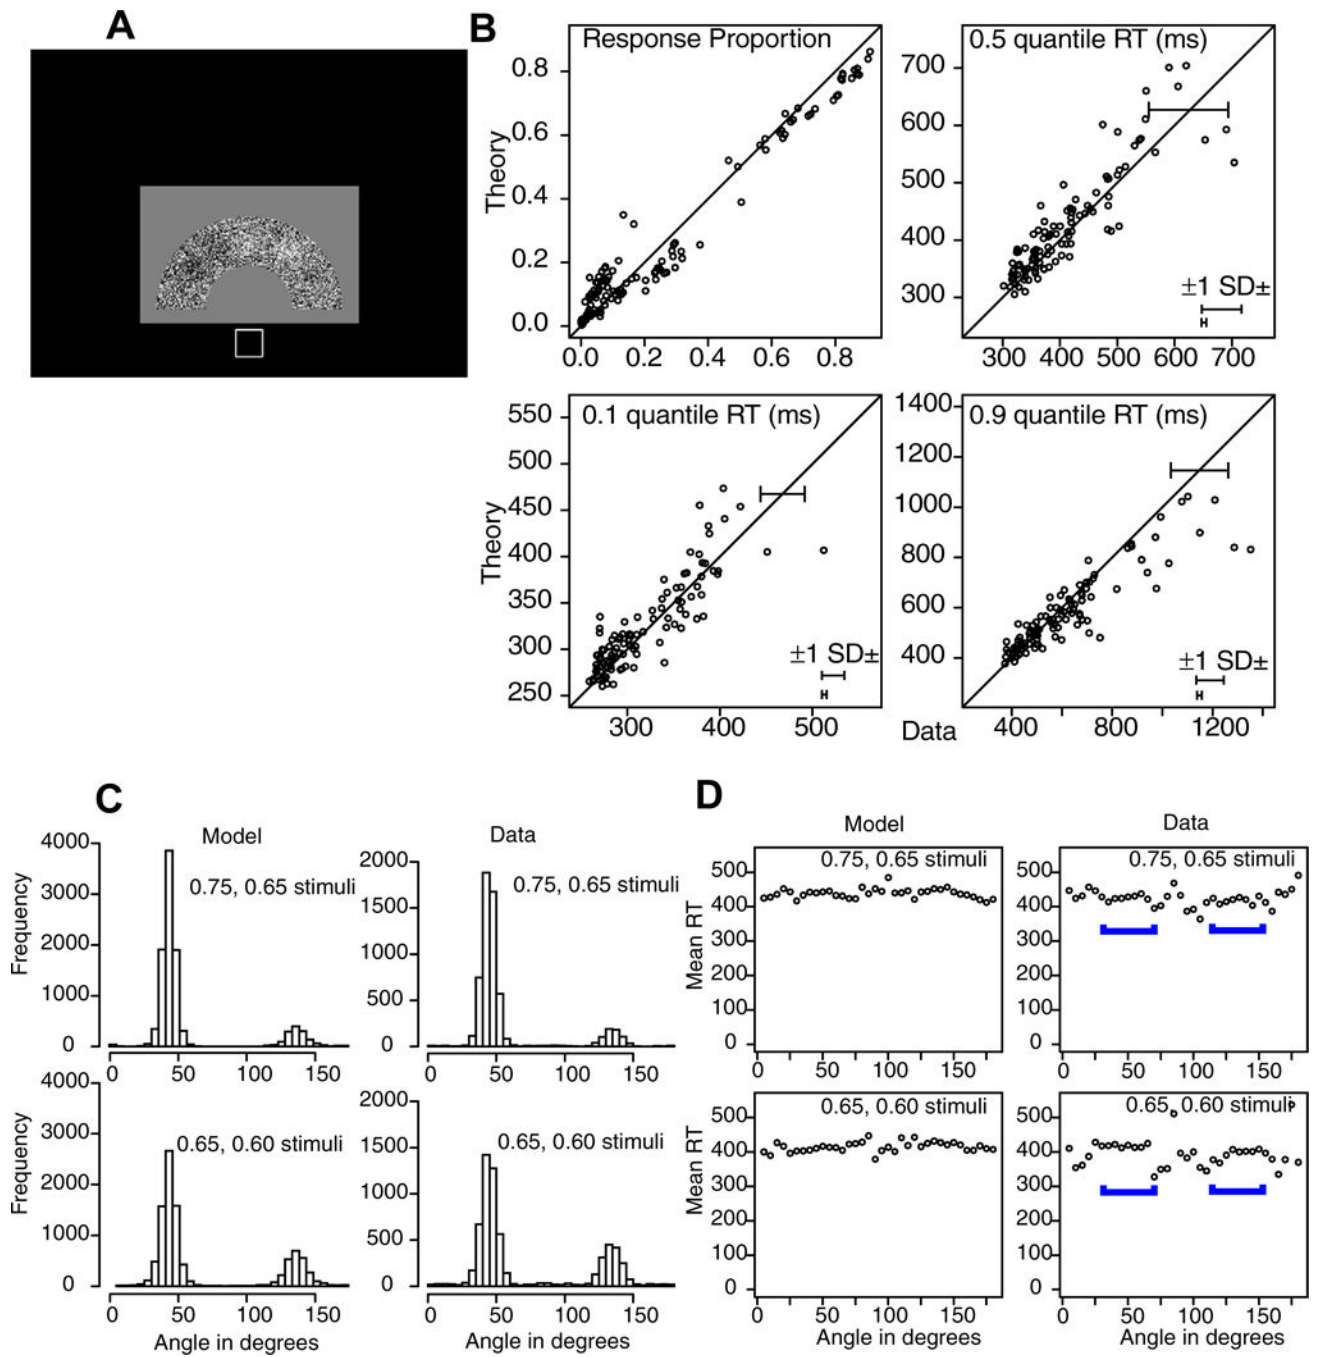 A
B
Response Proportion
Theory
0.8
0.6
0.4
0.2
0.0
0.0 0.2 0.4 0.6 0.8
0.5 quantile RT (ms)
700
600
500
400
300
±1 SD±
300 400 500 600 700
0.1 quantile RT (ms)
Theory
550
500
450
400
350
300
250
±1 SD±
300 400 500
0.9 quantile RT (ms)
1400
1200
1000
800
600
400
±1 SD±
Data
400 800 1200
C
Model
Frequency
4000
3000
2000
1000
0
0.75, 0.65 stimuli
0 50 100 150
Data
2000
1500
1000
500
0
0.75, 0.65 stimuli
0 50 100 150
Frequency
4000
3000
2000
1000
0
0.65, 0.60 stimuli
0 50 100 150
Angle in degrees
2000
1500
1000
500
0
0.65, 0.60 stimuli
0 50 100 150
Angle in degrees
D
Model
Mean RT
500
400
300
200
100
0
0.75, 0.65 stimuli
0 50 100 150
Data
500
400
300
200
100
0
0.75, 0.65 stimuli
0 50 100 150
Mean RT
500
400
300
200
100
0
0.65, 0.60 stimuli
0 50 100 150
Angle in degrees
500
400
300
200
100
0
0.65, 0.60 stimuli
0 50 100 150
Angle in degrees